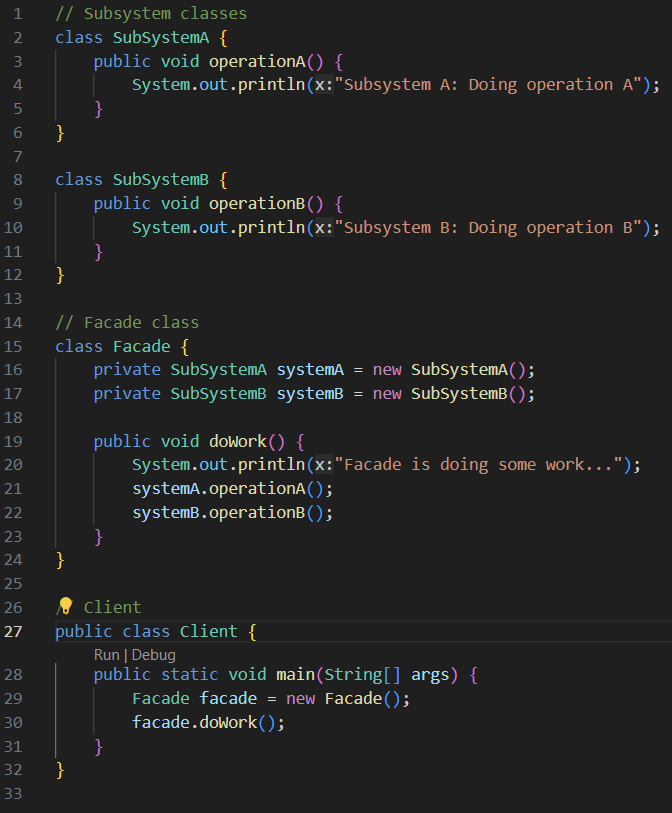 1 // Subsystem classes
2 class SubSystemA {
3     public void operationA() {
4         System.out.println(x:"Subsystem A: Doing operation A");
5     }
6 }
7
8 class SubSystemB {
9     public void operationB() {
10         System.out.println(x:"Subsystem B: Doing operation B");
11     }
12 }
13
14 // Facade class
15 class Facade {
16     private SubSystemA systemA = new SubSystemA();
17     private SubSystemB systemB = new SubSystemB();
18
19     public void doWork() {
20         System.out.println(x:"Facade is doing some work...");
21         systemA.operationA();
22         systemB.operationB();
23     }
24 }
25
26 // Client
27 public class Client {
Run | Debug
28     public static void main(String[] args) {
29         Facade facade = new Facade();
30         facade.doWork();
31     }
32 }
33